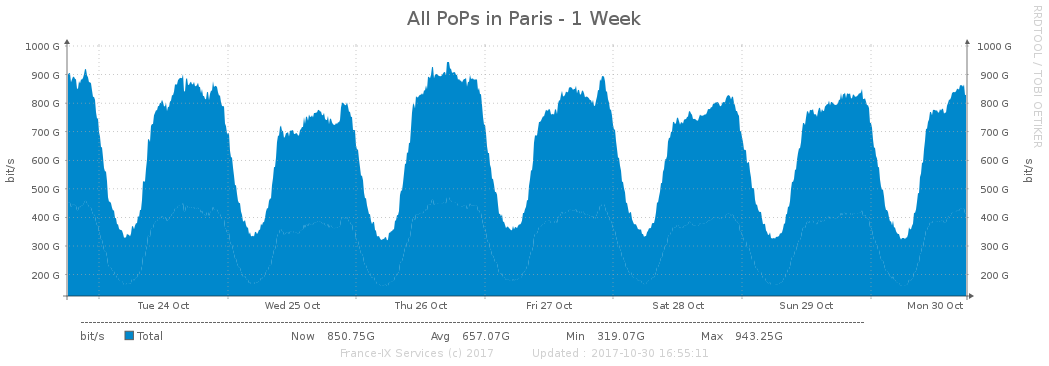 All PoPs in Paris - 1 Week
RRDTOOL / TOBI OETIKER
1000 G 1000 G
900 G 900 G
800 G 800 G
700 G 700 G
600 G 600 G
500 G 500 G
400 G 400 G
300 G 300 G
200 G 200 G
bit/s bit/s
Tue 24 Oct Wed 25 Oct Thu 26 Oct Fri 27 Oct Sat 28 Oct Sun 29 Oct Mon 30 Oct
bit/s Total Now 850.75G Avg 657.07G Min 319.07G Max 943.25G
France-IX Services (c) 2017 Updated : 2017-10-30 16:55:11